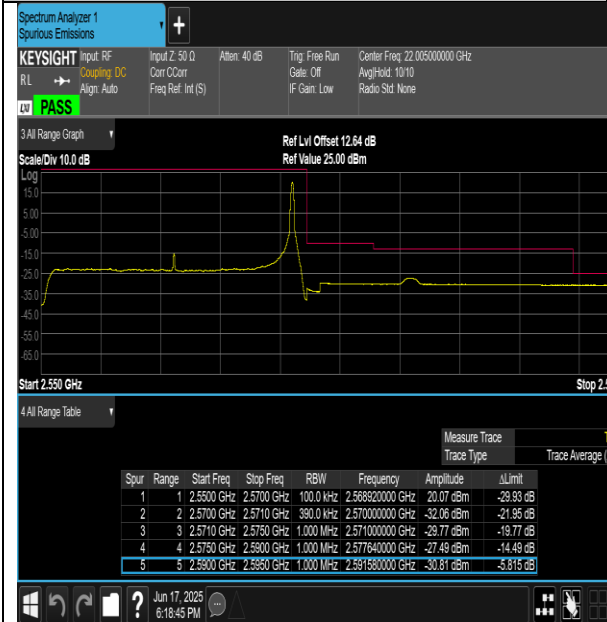 Spectrum Analyzer 1
Spurious Emissions
+
KEYSIGHT Input: RF Input Z: 50 Ω Atten: 40 dB Trig: Free Run Center Freq: 22.005000000 GHz
RL Coupling: DC Corr CCorr Gate: Off Avg|Hold: 10/10
Align: Auto Freq Ref: Int (S) IF Gain: Low Radio Std: None
PASS
3 All Range Graph
Ref Lvl Offset 12.64 dB
Scale/Div 10.0 dB Ref Value 25.00 dBm
Log
15.0
5.00
-5.00
-15.0
-25.0
-35.0
-45.0
-55.0
-65.0
Start 2.550 GHz Stop 2.5
4 All Range Table
Measure Trace
Trace Type Trace Average (
Spur Range Start Freq Stop Freq RBW Frequency Amplitude ΔLimit
1 1 2.5500 GHz 2.5700 GHz 100.0 kHz 2.568920000 GHz 20.07 dBm -29.93 dB
2 2 2.5700 GHz 2.5710 GHz 390.0 kHz 2.570000000 GHz -32.06 dBm -21.95 dB
3 3 2.5710 GHz 2.5750 GHz 1.000 MHz 2.571000000 GHz -29.77 dBm -19.77 dB
4 4 2.5750 GHz 2.5900 GHz 1.000 MHz 2.577640000 GHz -27.49 dBm -14.49 dB
5 5 2.5900 GHz 2.5950 GHz 1.000 MHz 2.591580000 GHz -30.81 dBm -5.815 dB
? Jun 17, 2025
6:18:45 PM